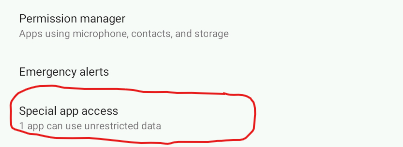 Permission manager
Apps using microphone, contacts, and storage
Emergency alerts
Special app access
1 app can use unrestricted data